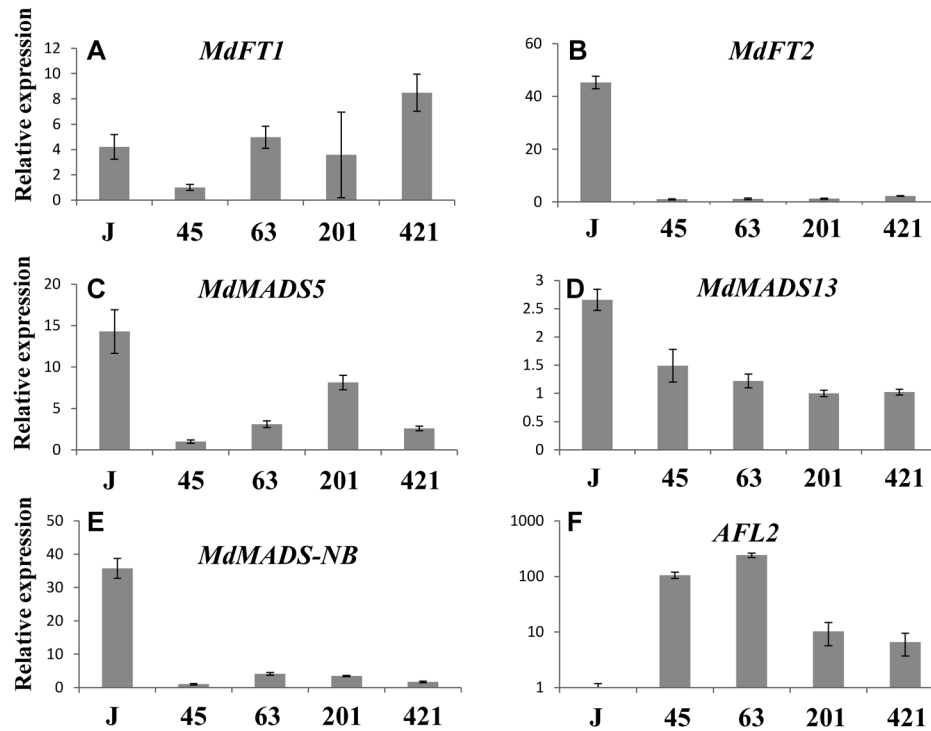 A MdFT1
Relative expression
12
10
8
6
4
2
0
J 45 63 201 421
B MdFT2
60
40
20
0
J 45 63 201 421
C MdMADS5
Relative expression
20
15
10
5
0
J 45 63 201 421
D MdMADS13
3
2.5
2
1.5
1
0.5
0
J 45 63 201 421
E MdMADS-NB
Relative expression
50
40
30
20
10
0
J 45 63 201 421
F AFL2
1000
100
10
1
J 45 63 201 421